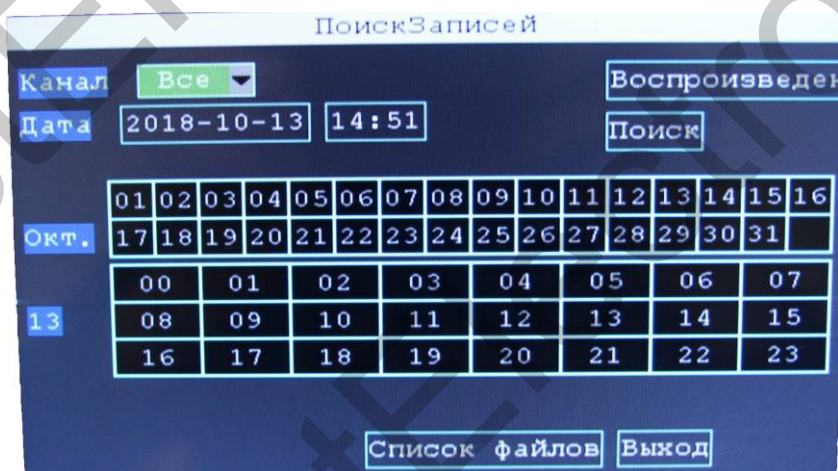 ПоискЗаписей
Канал Все Воспроизведен
Дата 2018-10-13 14:51 Поиск
01 02 03 04 05 06 07 08 09 10 11 12 13 14 15 16
Окт. 17 18 19 20 21 22 23 24 25 26 27 28 29 30 31
00 01 02 03 04 05 06 07
13 08 09 10 11 12 13 14 15
16 17 18 19 20 21 22 23
Список файлов Выход